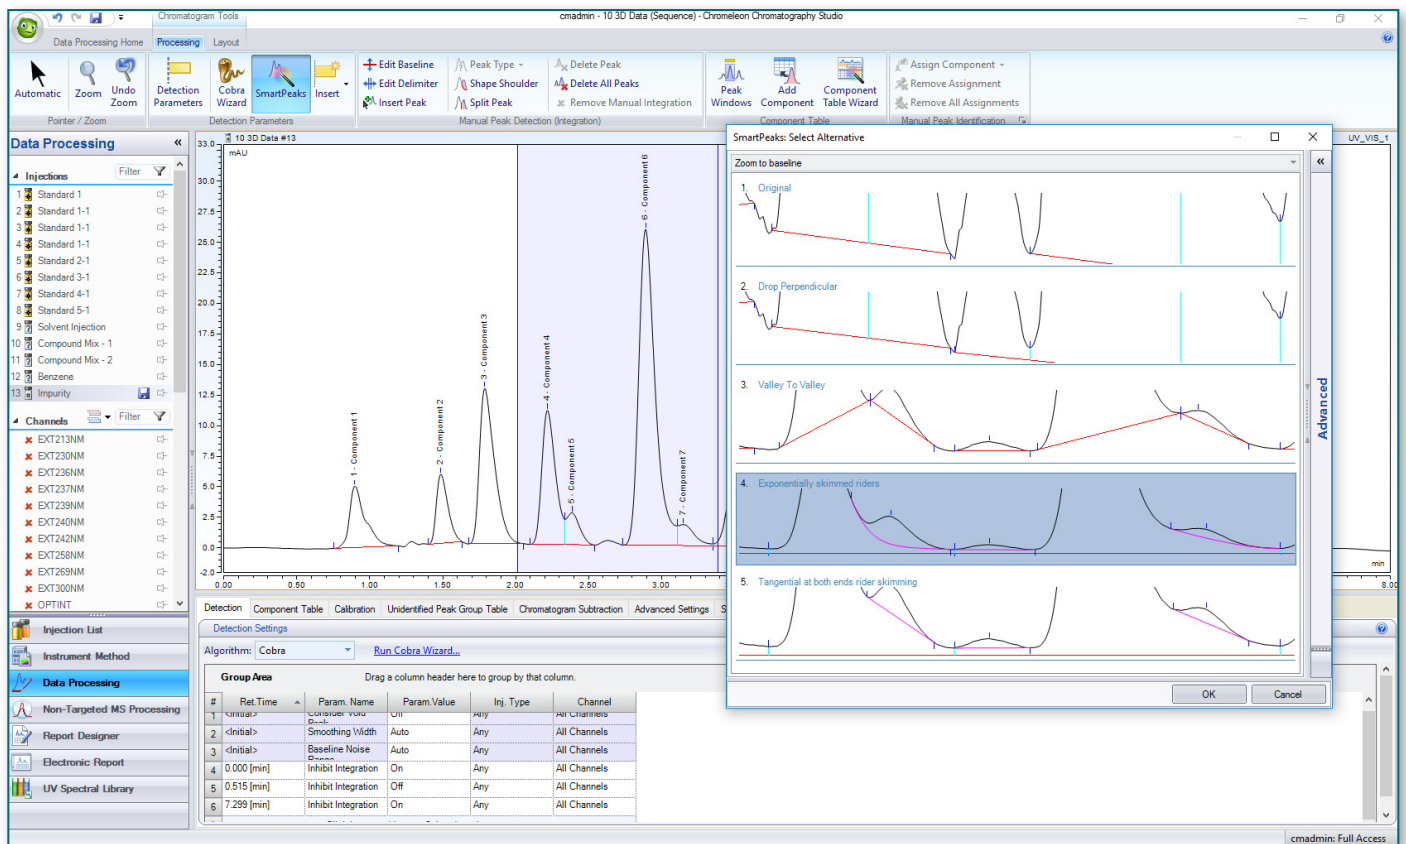 Chromatogram Tools
cmadmin - 10 3D Data (Sequence) - Chromeleon Chromatography Studio
Data Processing Home Processing Layout
Automatic Zoom Undo Zoom
Pointer / Zoom
Detection Parameters Cobra Wizard SmartPeaks Insert
Detection Parameters
Edit Baseline Peak Type Delete Peak
Edit Delimiter Shape Shoulder Delete All Peaks
Insert Peak Split Peak Remove Manual Integration
Manual Peak Detection (Integration)
Peak Windows Add Component Component Table Wizard
Component Table
Assign Component
Remove Assignment
Remove All Assignments
Manual Peak Identification
Data Processing «
Injections Filter
1 Standard 1
2 Standard 1-1
3 Standard 1-1
4 Standard 1-1
5 Standard 2-1
6 Standard 3-1
7 Standard 4-1
8 Standard 5-1
9 Solvent Injection
10 Compound Mix - 1
11 Compound Mix - 2
12 Benzene
13 Impurity
Channels Filter
EXT213NM
EXT230NM
EXT236NM
EXT237NM
EXT239NM
EXT240NM
EXT242NM
EXT258NM
EXT269NM
EXT300NM
OPTINT
Injection List
Instrument Method
Data Processing
Non-Targeted MS Processing
Report Designer
Electronic Report
UV Spectral Library
10 3D Data #13
UV_VIS_1
mAU
33.0
30.0
27.5
25.0
22.5
20.0
17.5
15.0
12.5
10.0
7.5
5.0
2.5
0.0
-2.0
1 - Component 1
2 - Component 2
3 - Component 3
4 - Component 4
5 - Component 5
6 - Component 6
7 - Component 7
0.00 0.50 1.00 1.50 2.00 2.50 3.00 8.00
min
SmartPeaks: Select Alternative
Zoom to baseline
«
1. Original
2. Drop Perpendicular
3. Valley To Valley
4. Exponentially skimmed riders
5. Tangential at both ends rider skimming
Advanced
OK Cancel
Detection Component Table Calibration Unidentified Peak Group Table Chromatogram Subtraction Advanced Settings S
Detection Settings
Algorithm: Cobra Run Cobra Wizard...
Group Area Drag a column header here to group by that column.
# Ret.Time Param. Name Param.Value Inj. Type Channel
1 <Initial> Consider Void Peak Off Any All Channels
2 <Initial> Smoothing Width Auto Any All Channels
3 <Initial> Baseline Noise Range Auto Any All Channels
4 0.000 [min] Inhibit Integration On Any All Channels
5 0.515 [min] Inhibit Integration Off Any All Channels
6 7.299 [min] Inhibit Integration On Any All Channels
cmadmin: Full Access